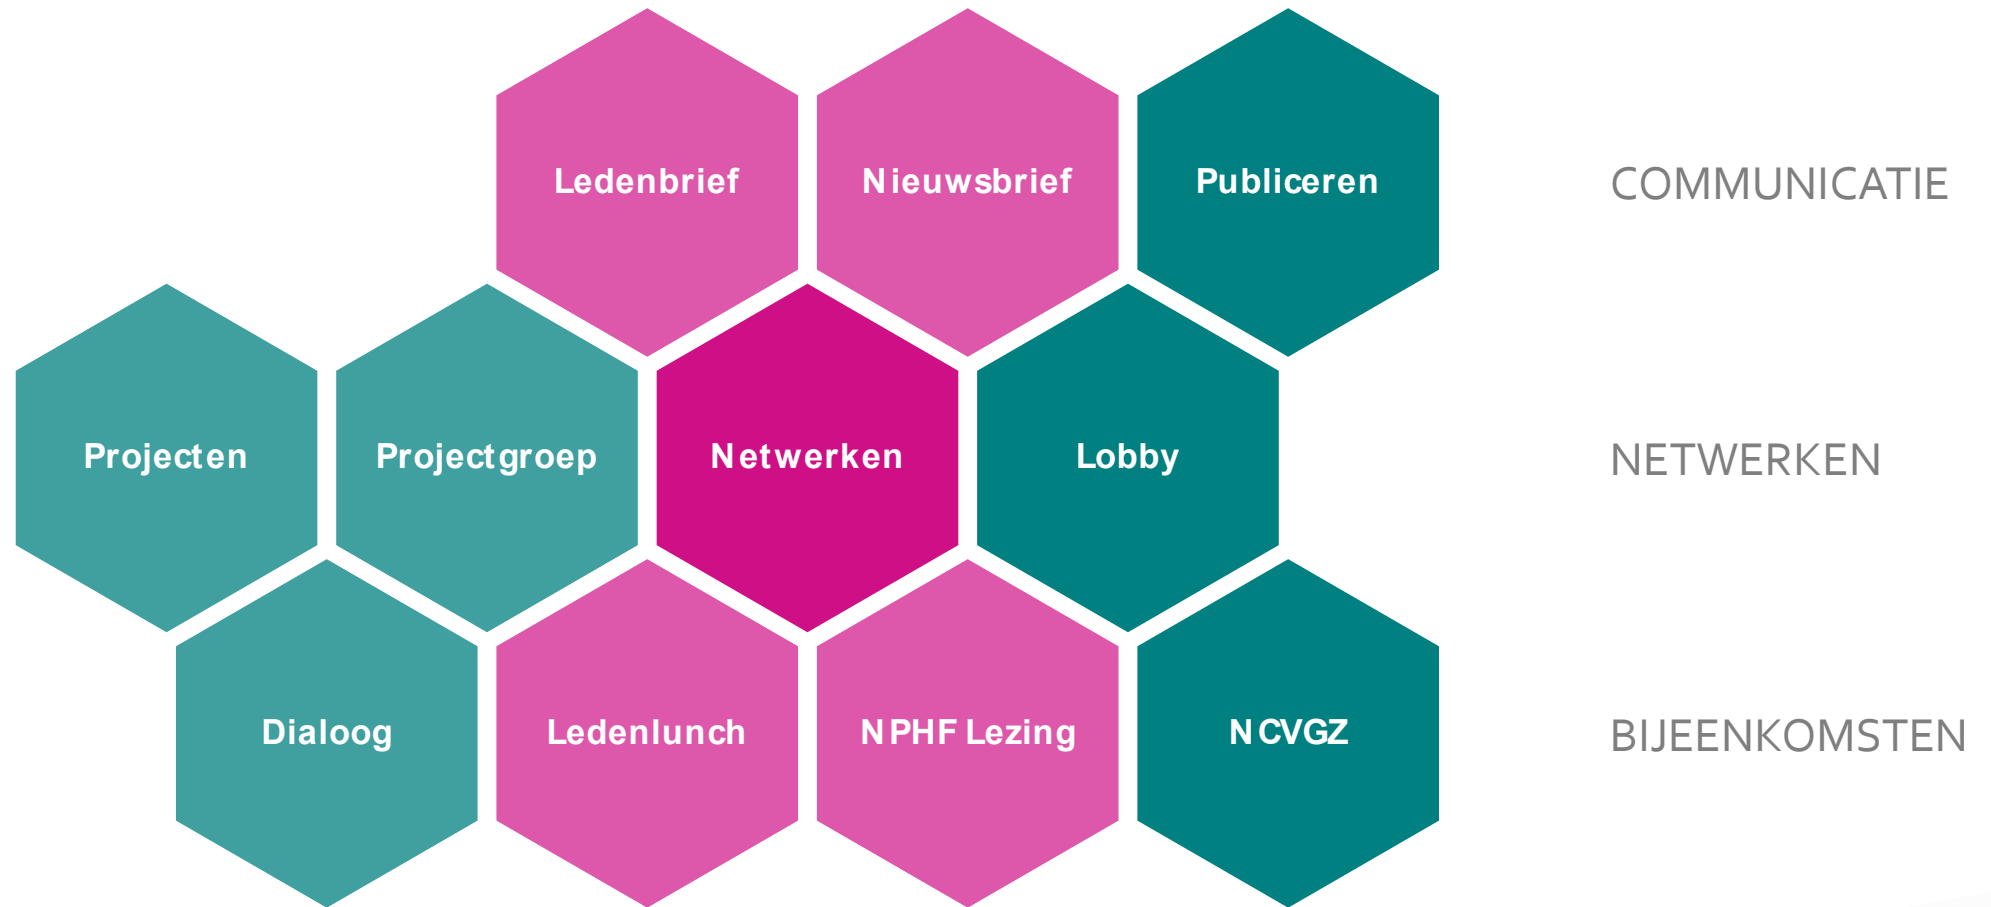 Ledenbrief
Nieuwsbrief
Publiceren
COMMUNICATIE
Projecten
Projectgroep
Netwerken
Lobby
NETWERKEN
Dialoog
Ledenlunch
NPHF Lezing
NCVGZ
BIJEENKOMSTEN